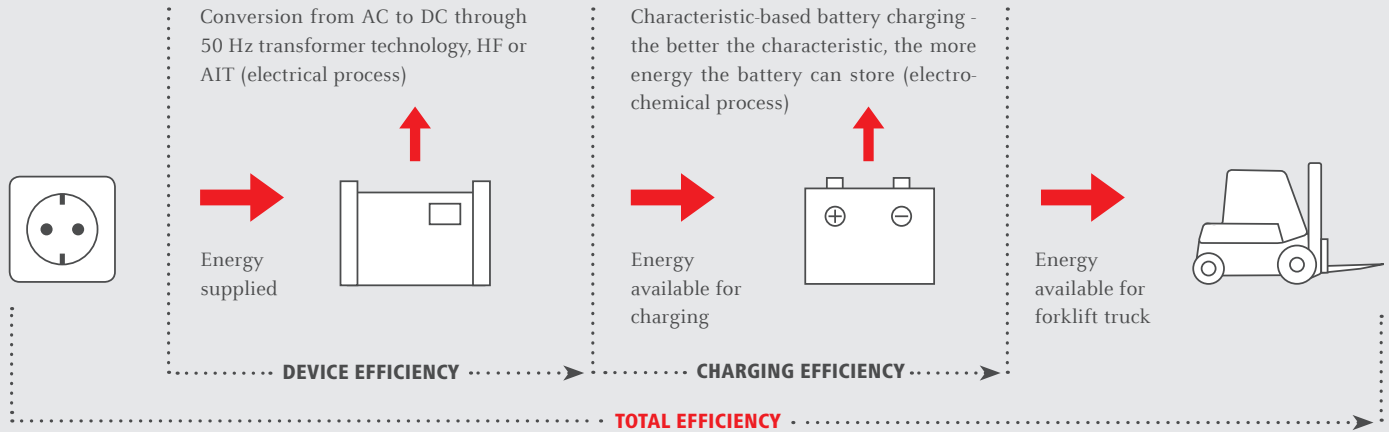 Conversion from AC to DC through
50 Hz transformer technology, HF or
AIT (electrical process)
Characteristic-based battery charging -
the better the characteristic, the more
energy the battery can store (electro-
chemical process)
Energy
supplied
Energy
available for
charging
Energy
available for
forklift truck
DEVICE EFFICIENCY
CHARGING EFFICIENCY
TOTAL EFFICIENCY